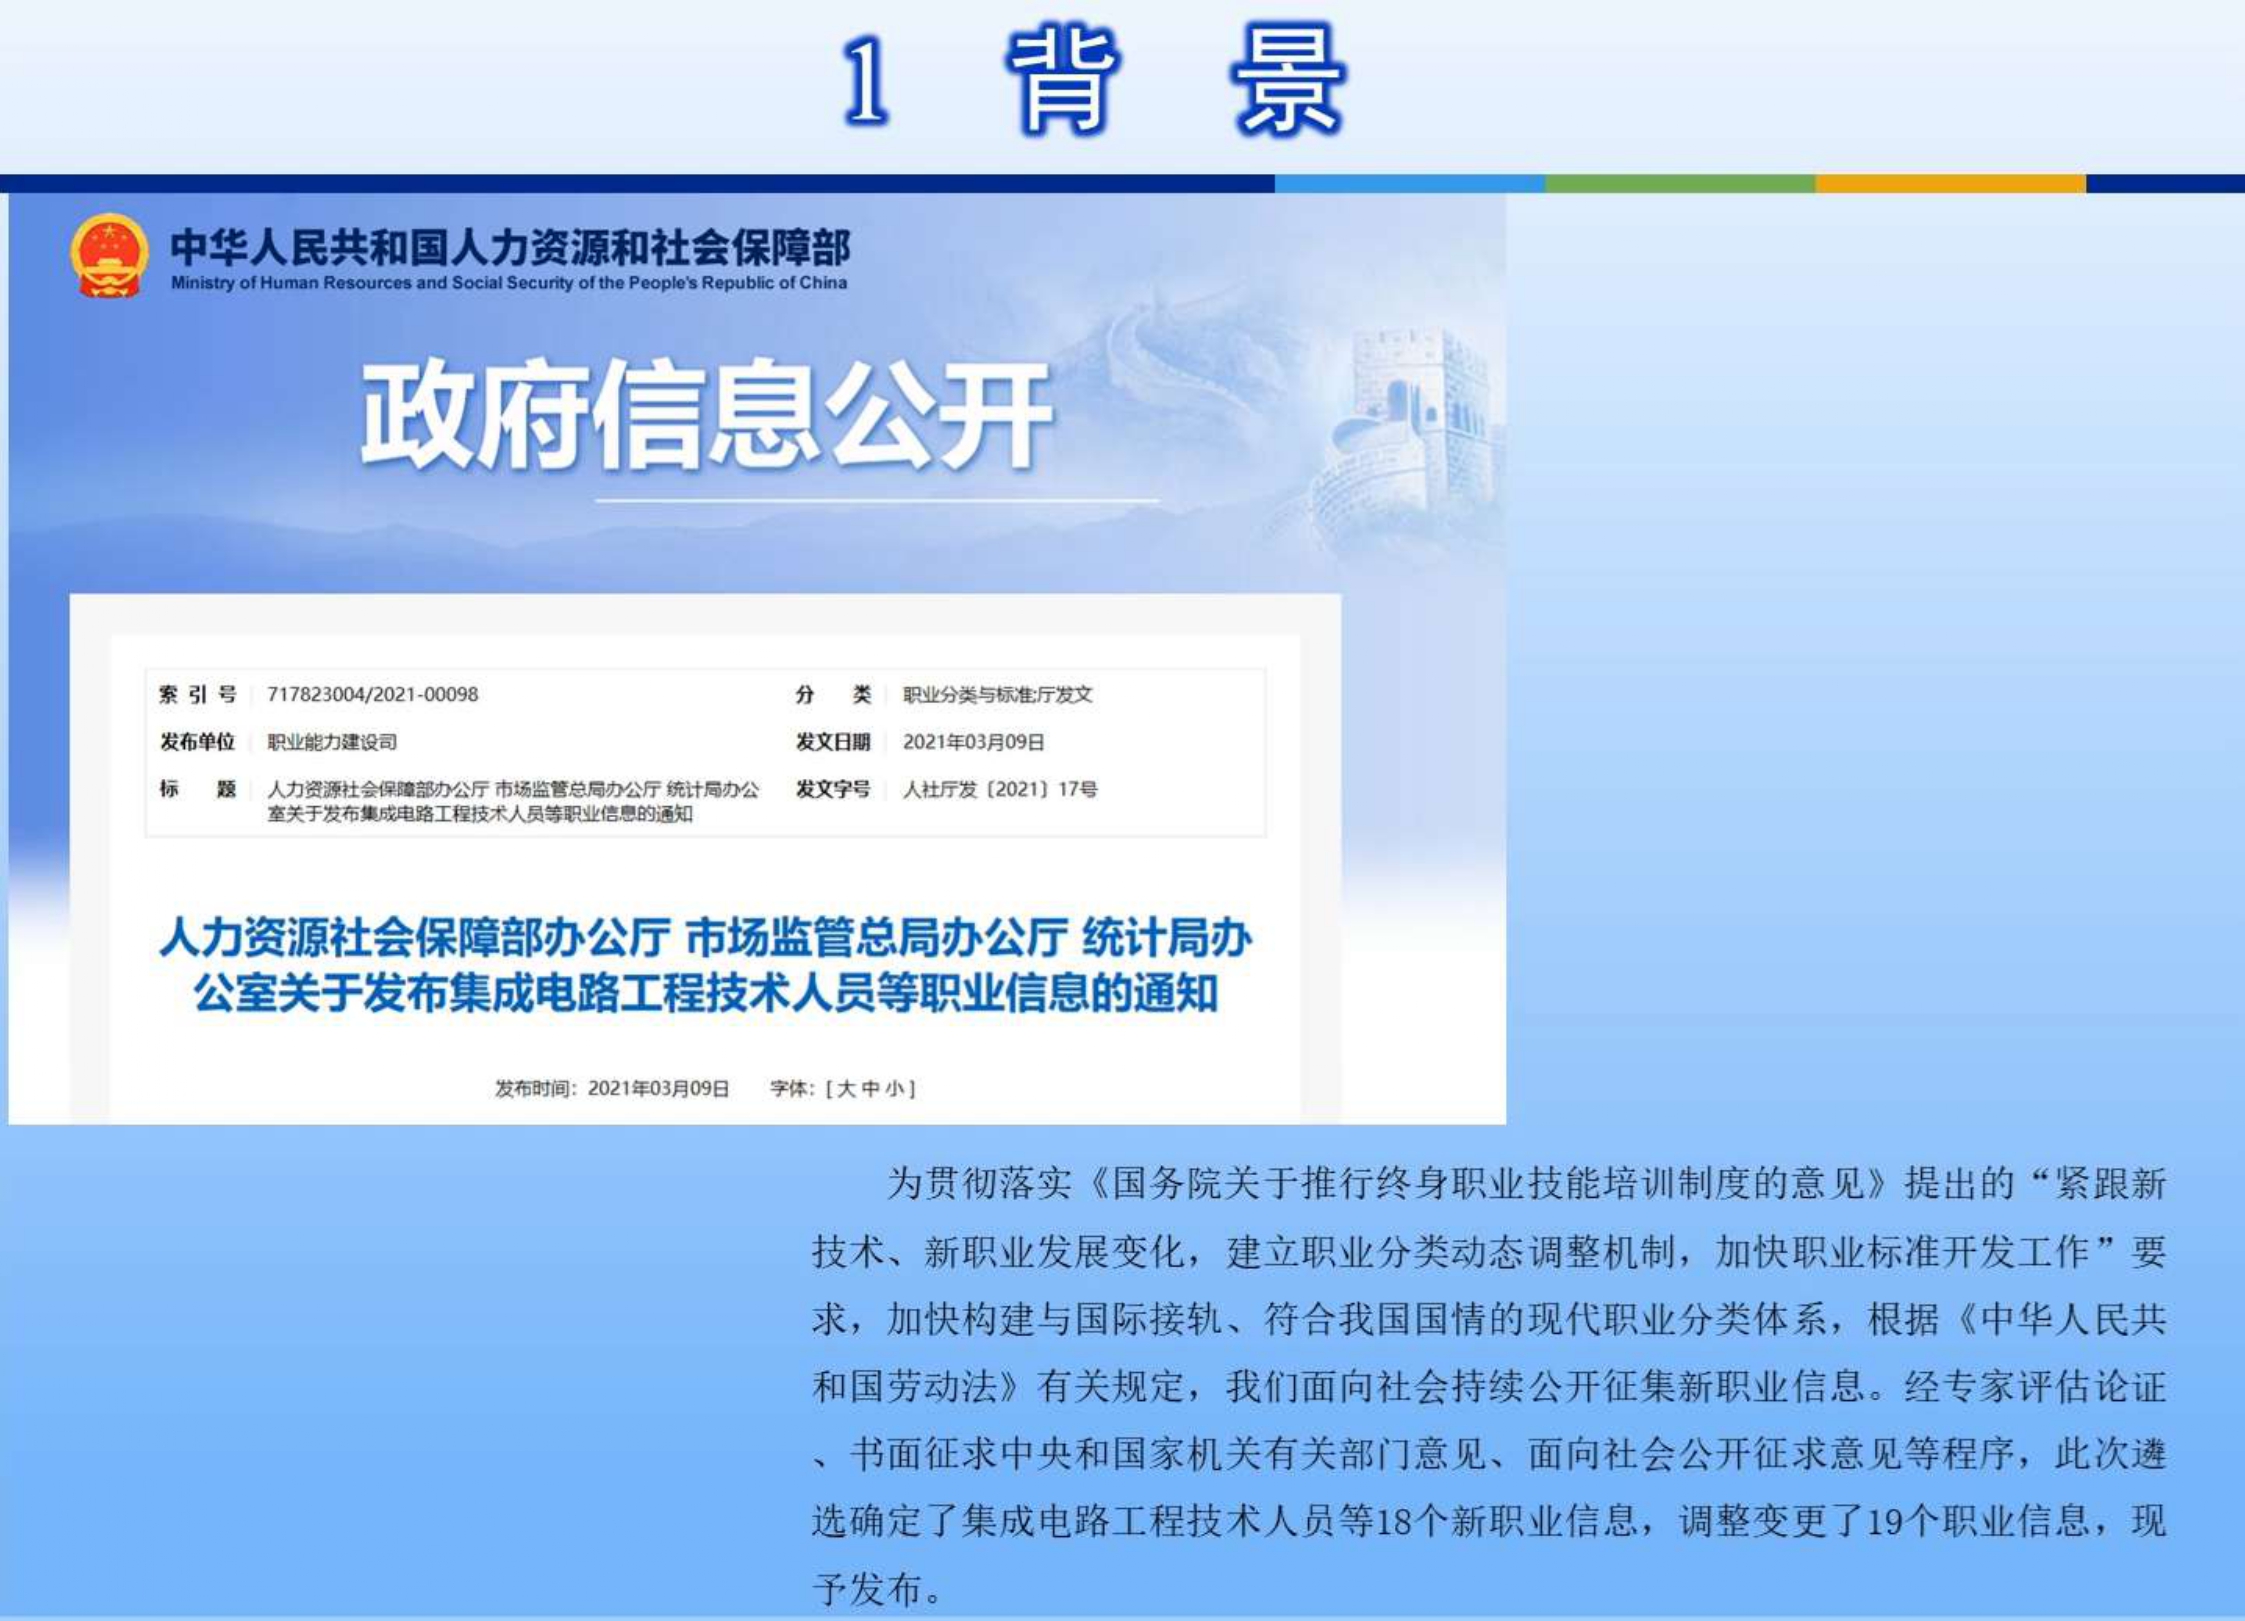 1 背 景
中华人民共和国人力资源和社会保障部
Ministry of Human Resources and Social Security of the People's Republic of China
政府信息公开
索引号 717823004/2021-00098 分 类 职业分类与标准;厅发文
发布单位 职业能力建设司 发文日期 2021年03月09日
标 题 人力资源社会保障部办公厅 市场监管总局办公厅 统计局办公 发文字号 人社厅发〔2021〕17号
室关于发布集成电路工程技术人员等职业信息的通知
人力资源社会保障部办公厅 市场监管总局办公厅 统计局办
公室关于发布集成电路工程技术人员等职业信息的通知
发布时间：2021年03月09日 字体：[ 大 中 小 ]
为贯彻落实《国务院关于推行终身职业技能培训制度的意见》提出的“紧跟新
技术、新职业发展变化，建立职业分类动态调整机制，加快职业标准开发工作”要
求，加快构建与国际接轨、符合我国国情的现代职业分类体系，根据《中华人民共
和国劳动法》有关规定，我们面向社会持续公开征集新职业信息。经专家评估论证
、书面征求中央和国家机关有关部门意见、面向社会公开征求意见等程序，此次遴
选确定了集成电路工程技术人员等18个新职业信息，调整变更了19个职业信息，现
予发布。